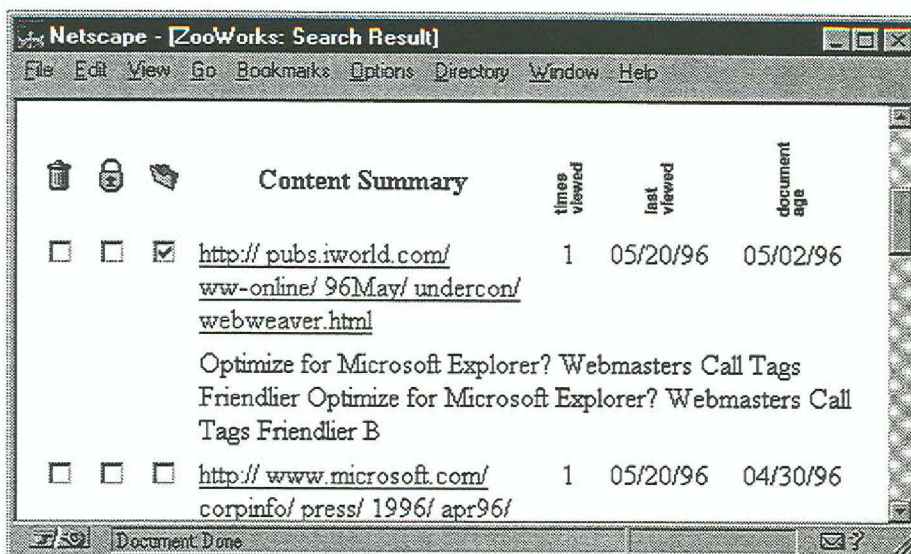 Netscape - [ZooWorks: Search Result]
File Edit View Go Bookmarks Options Directory Window Help
Content Summary
times viewed
last viewed
document age
http:// pubs.iworld.com/ 1 05/20/96 05/02/96
ww-online/ 96May/ undercon/
webweaver.html
Optimize for Microsoft Explorer? Webmasters Call Tags
Friendlier Optimize for Microsoft Explorer? Webmasters Call
Tags Friendlier B
http:// www.microsoft.com/ 1 05/20/96 04/30/96
corpinfo/ press/ 1996/ apr96/
Document Done
?